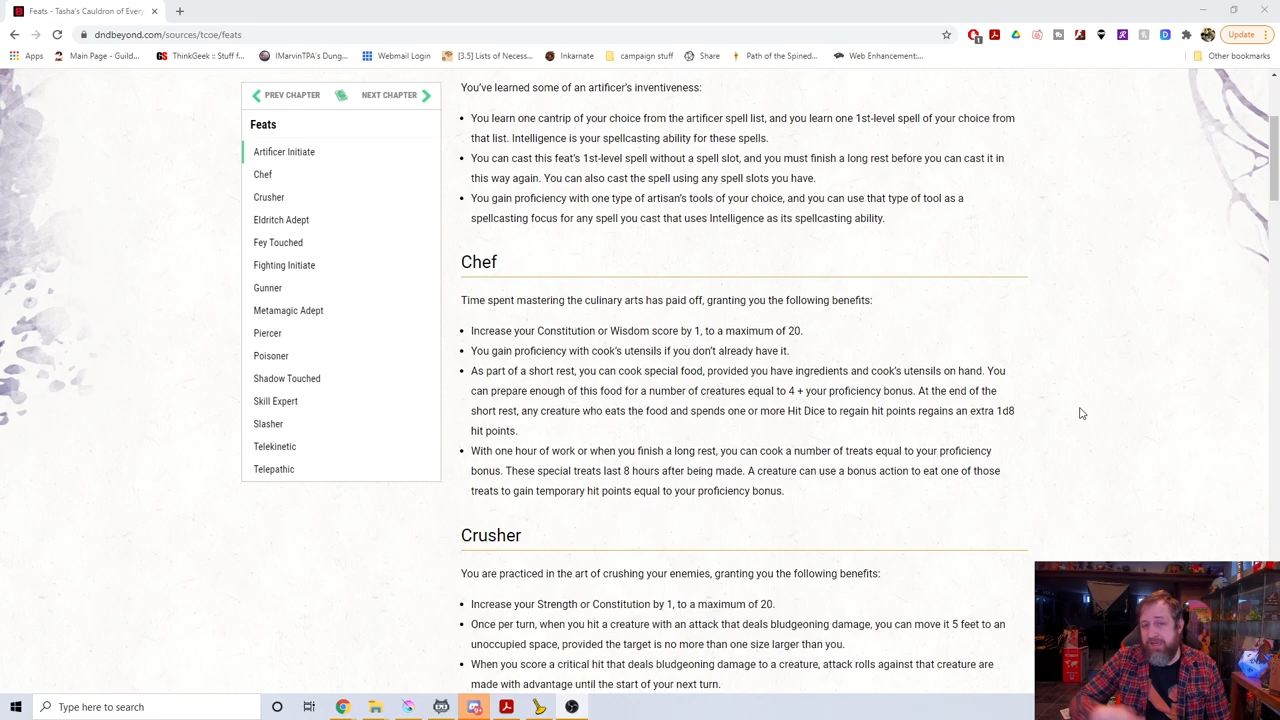 Feats - Tasha's Cauldron of Every
dndbeyond.com/sources/tcoe/feats
Update
Apps
Main Page - Guild...
ThinkGeek :: Stuff f...
IMarvinTPA's Dung...
Webmail Login
[3.5] Lists of Necess...
Inkarnate
campaign stuff
Share
Path of the Spined...
Web Enhancement:...
Other bookmarks
PREV CHAPTER
NEXT CHAPTER
Feats
Artificer Initiate
Chef
Crusher
Eldritch Adept
Fey Touched
Fighting Initiate
Gunner
Metamagic Adept
Piercer
Poisoner
Shadow Touched
Skill Expert
Slasher
Telekinetic
Telepathic
You've learned some of an artificer's inventiveness:
• You learn one cantrip of your choice from the artificer spell list, and you learn one 1st-level spell of your choice from
that list. Intelligence is your spellcasting ability for these spells.
• You can cast this feat's 1st-level spell without a spell slot, and you must finish a long rest before you can cast it in
this way again. You can also cast the spell using any spell slots you have.
• You gain proficiency with one type of artisan's tools of your choice, and you can use that type of tool as a
spellcasting focus for any spell you cast that uses Intelligence as its spellcasting ability.
Chef
Time spent mastering the culinary arts has paid off, granting you the following benefits:
• Increase your Constitution or Wisdom score by 1, to a maximum of 20.
• You gain proficiency with cook's utensils if you don't already have it.
• As part of a short rest, you can cook special food, provided you have ingredients and cook's utensils on hand. You
can prepare enough of this food for a number of creatures equal to 4 + your proficiency bonus. At the end of the
short rest, any creature who eats the food and spends one or more Hit Dice to regain hit points regains an extra 1d8
hit points.
• With one hour of work or when you finish a long rest, you can cook a number of treats equal to your proficiency
bonus. These special treats last 8 hours after being made. A creature can use a bonus action to eat one of those
treats to gain temporary hit points equal to your proficiency bonus.
Crusher
You are practiced in the art of crushing your enemies, granting you the following benefits:
• Increase your Strength or Constitution by 1, to a maximum of 20.
• Once per turn, when you hit a creature with an attack that deals bludgeoning damage, you can move it 5 feet to an
unoccupied space, provided the target is no more than one size larger than you.
• When you score a critical hit that deals bludgeoning damage to a creature, attack rolls against that creature are
made with advantage until the start of your next turn.
Type here to search